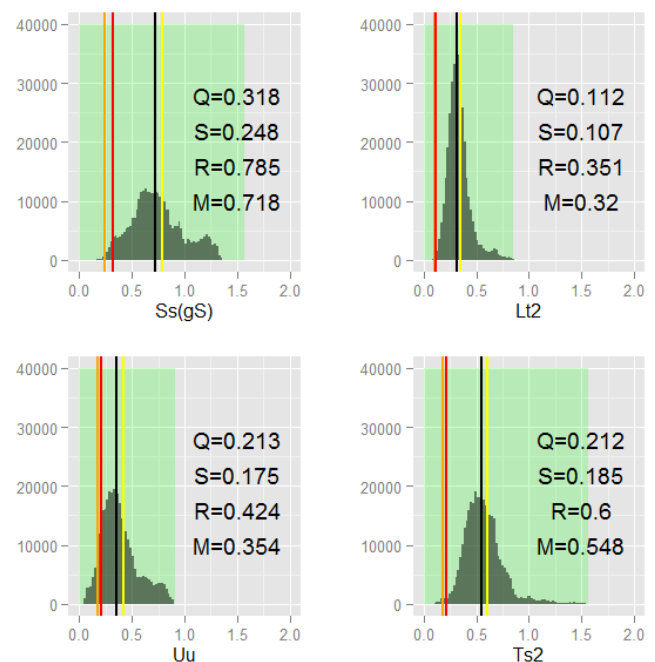 40000
30000
20000
10000
0
Q=0.318
S=0.248
R=0.785
M=0.718
0.0 0.5 1.0 1.5 2.0
Ss(gS)
40000
30000
20000
10000
0
Q=0.112
S=0.107
R=0.351
M=0.32
0.0 0.5 1.0 1.5 2.0
Lt2
40000
30000
20000
10000
0
Q=0.213
S=0.175
R=0.424
M=0.354
0.0 0.5 1.0 1.5 2.0
Uu
40000
30000
20000
10000
0
Q=0.212
S=0.185
R=0.6
M=0.548
0.0 0.5 1.0 1.5 2.0
Ts2